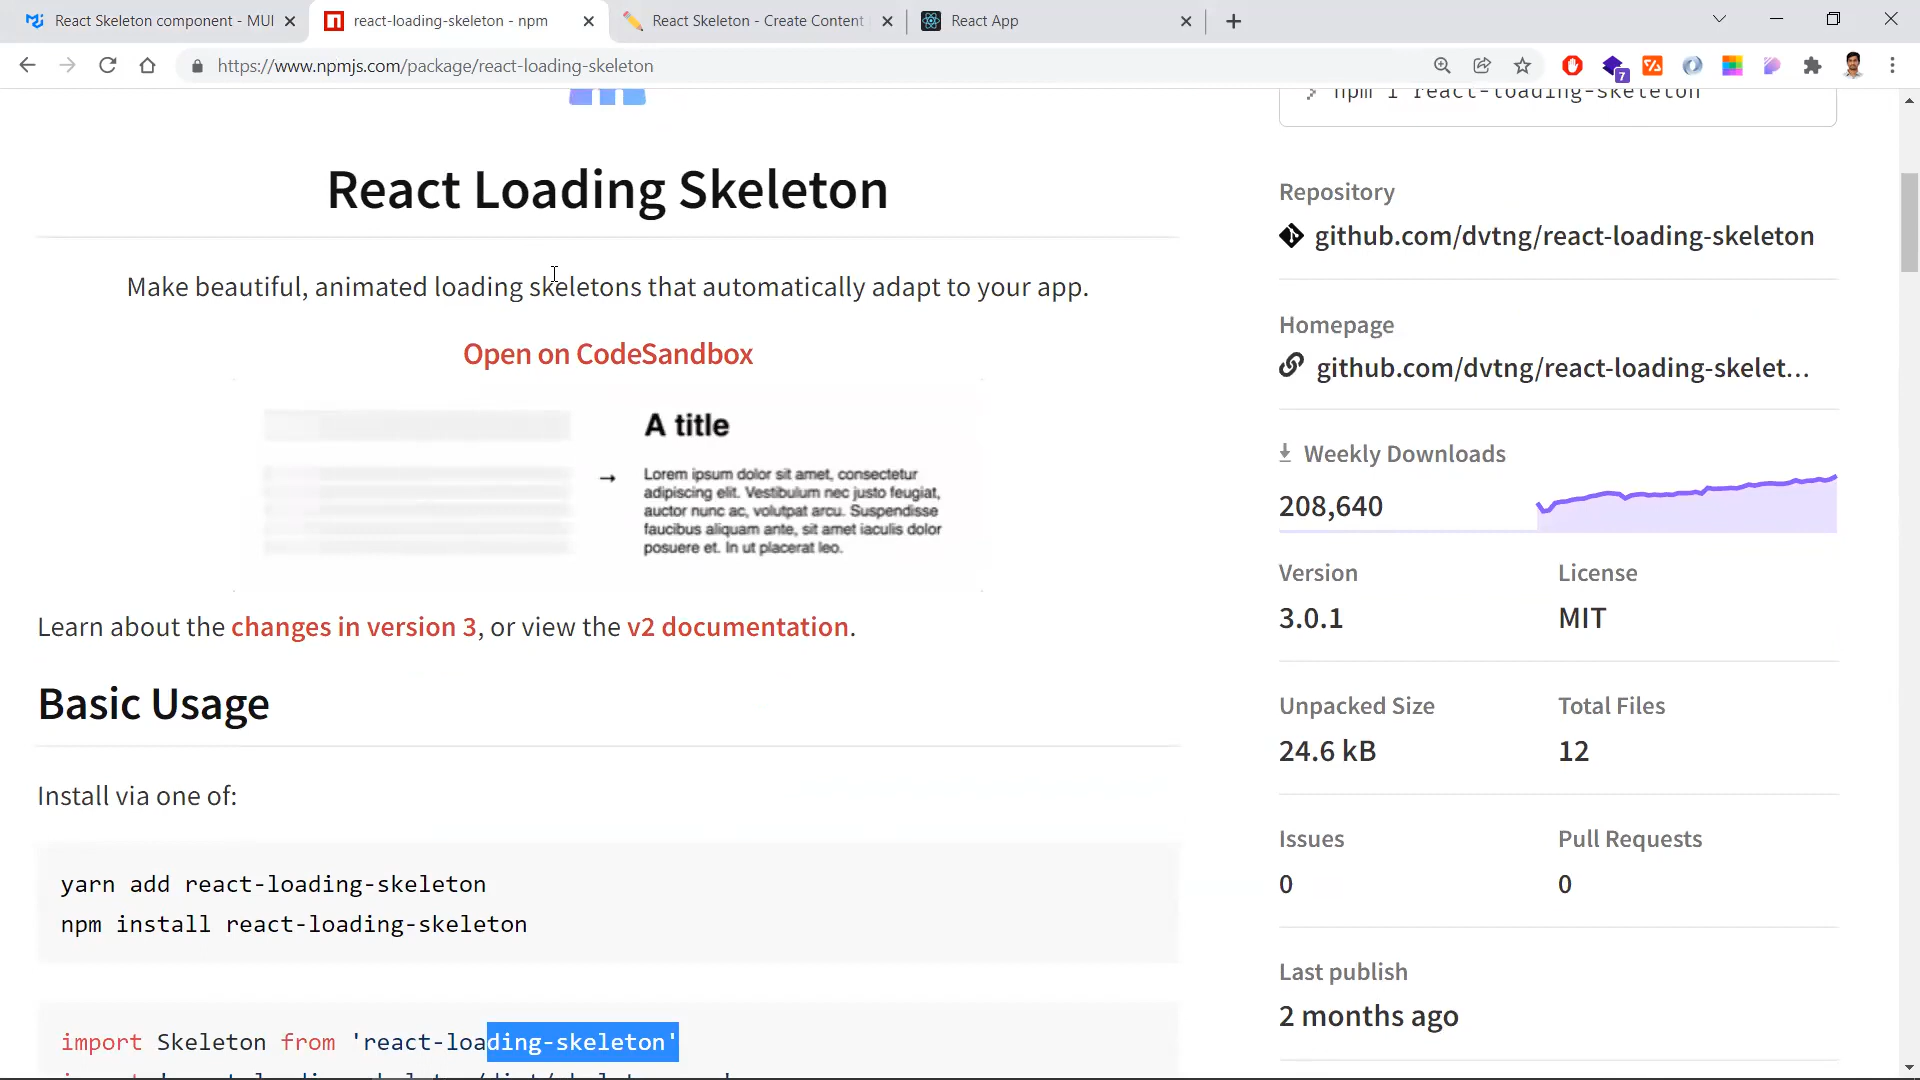 React Skeleton component - MUI
react-loading-skeleton - npm
React Skeleton - Create Content
React App
https://www.npmjs.com/package/react-loading-skeleton
7
npm i react-loading-skeleton
React Loading Skeleton
Make beautiful, animated loading skeletons that automatically adapt to your app.
Open on CodeSandbox
A title
→ Lorem ipsum dolor sit amet, consectetur
adipiscing elit. Vestibulum nec justo feugiat,
auctor nunc ac, volutpat arcu. Suspendisse
faucibus aliquam ante, sit amet iaculis dolor
posuere et. In ut placerat leo.
Learn about the changes in version 3, or view the v2 documentation.
Basic Usage
Install via one of:
yarn add react-loading-skeleton
npm install react-loading-skeleton
import Skeleton from 'react-loading-skeleton'
Repository
github.com/dvtng/react-loading-skeleton
Homepage
github.com/dvtng/react-loading-skelet...
Weekly Downloads
208,640
Version
3.0.1
License
MIT
Unpacked Size
24.6 kB
Total Files
12
Issues
0
Pull Requests
0
Last publish
2 months ago